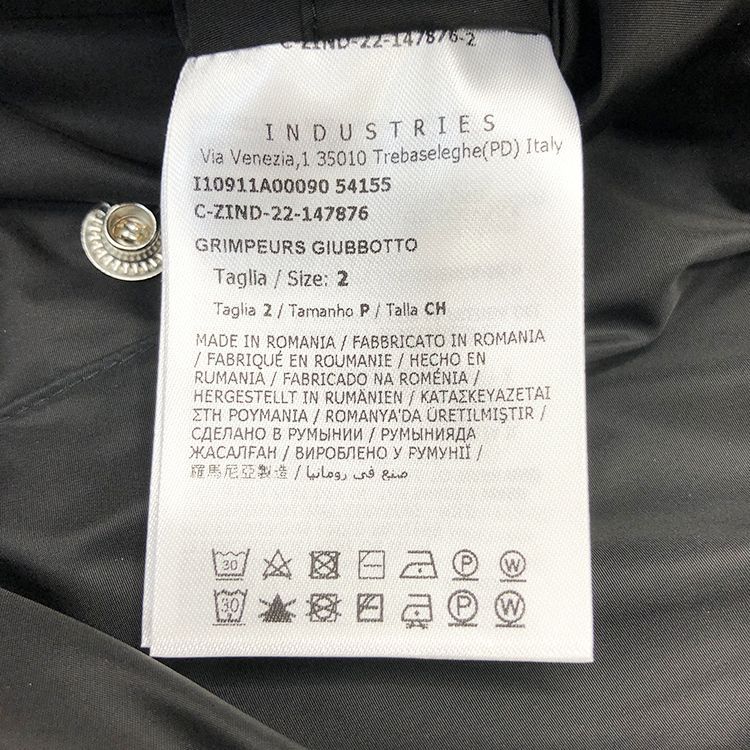 C-ZIND-22-147876-2
INDUSTRIES
Via Venezia,1 35010 Trebaseleghe(PD) Italy
I10911A00090 54155
C-ZIND-22-147876
GRIMPEURS GIUBBOTTO
Taglia / Size: 2
Taglia 2 / Tamanho P / Talla CH
MADE IN ROMANIA / FABBRICATO IN ROMANIA
/ FABRIQUÉ EN ROUMANIE / HECHO EN
RUMANIA / FABRICADO NA ROMÉNIA /
HERGESTELLT IN RUMÄNIEN / ΚΑΤΑΣΚΕΥΑΖΕΤΑΙ
ΣΤΗ ΡΟΥΜΑΝΙΑ / ROMANYA'DA ÜRETILMIŞTIR /
СДЕЛАНО В РУМЫНИИ / РУМЫНИЯДА
ЖАСАЛҒАН / ВИРОБЛЕНО У РУМУНІЇ /
羅馬尼亞製造 / صنع في رومانيا
30 P W
30 P W